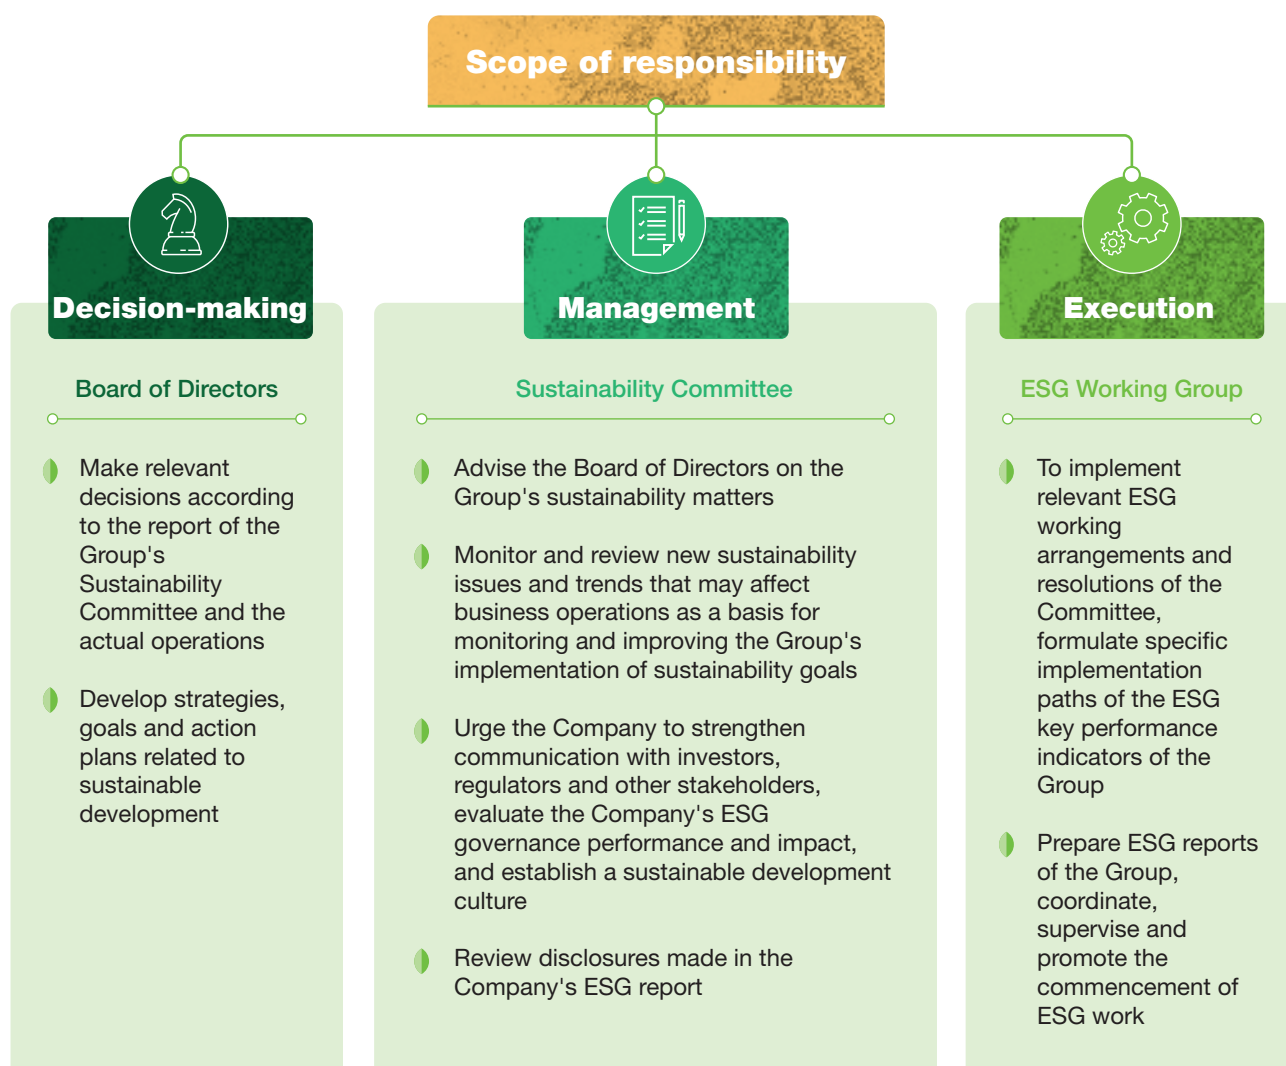 Scope of responsibility
Decision-making
Board of Directors
Make relevant
decisions according
to the report of the
Group's
Sustainability
Committee and the
actual operations
Develop strategies,
goals and action
plans related to
sustainable
development
Management
Sustainability Committee
Advise the Board of Directors on the
Group's sustainability matters
Monitor and review new sustainability
issues and trends that may affect
business operations as a basis for
monitoring and improving the Group's
implementation of sustainability goals
Urge the Company to strengthen
communication with investors,
regulators and other stakeholders,
evaluate the Company's ESG
governance performance and impact,
and establish a sustainable development
culture
Review disclosures made in the
Company's ESG report
Execution
ESG Working Group
To implement
relevant ESG
working
arrangements and
resolutions of the
Committee,
formulate specific
implementation
paths of the ESG
key performance
indicators of the
Group
Prepare ESG reports
of the Group,
coordinate,
supervise and
promote the
commencement of
ESG work